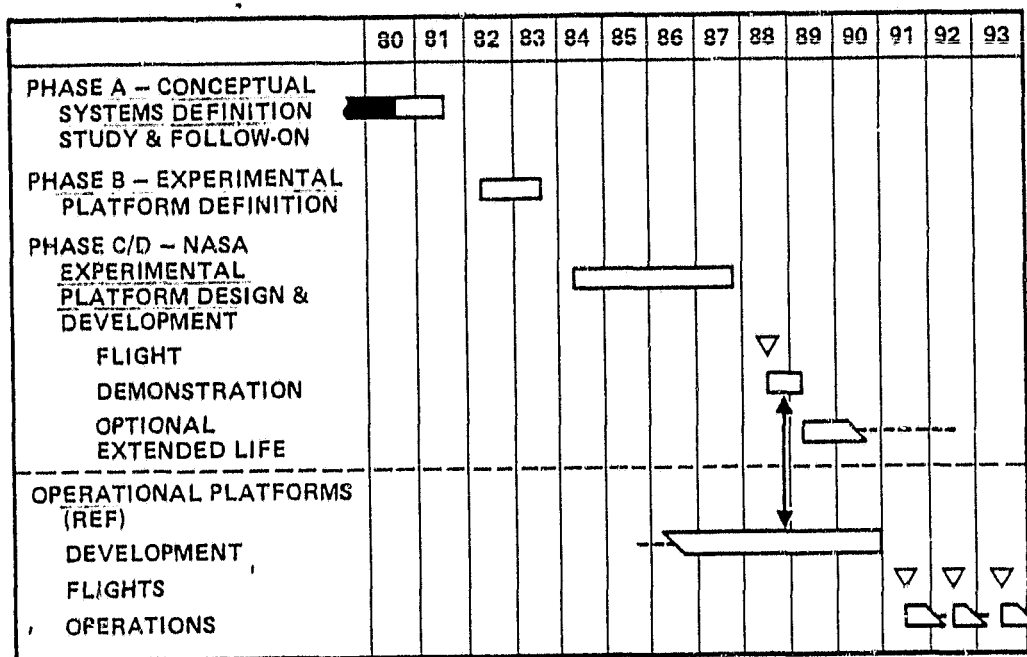 80 81 82 83 84 85 86 87 88 89 90 91 92 93
PHASE A – CONCEPTUAL
SYSTEMS DEFINITION
STUDY & FOLLOW-ON
PHASE B – EXPERIMENTAL
PLATFORM DEFINITION
PHASE C/D – NASA
EXPERIMENTAL
PLATFORM DESIGN &
DEVELOPMENT
FLIGHT
DEMONSTRATION
OPTIONAL
EXTENDED LIFE
OPERATIONAL PLATFORMS
(REF)
DEVELOPMENT
FLIGHTS
OPERATIONS